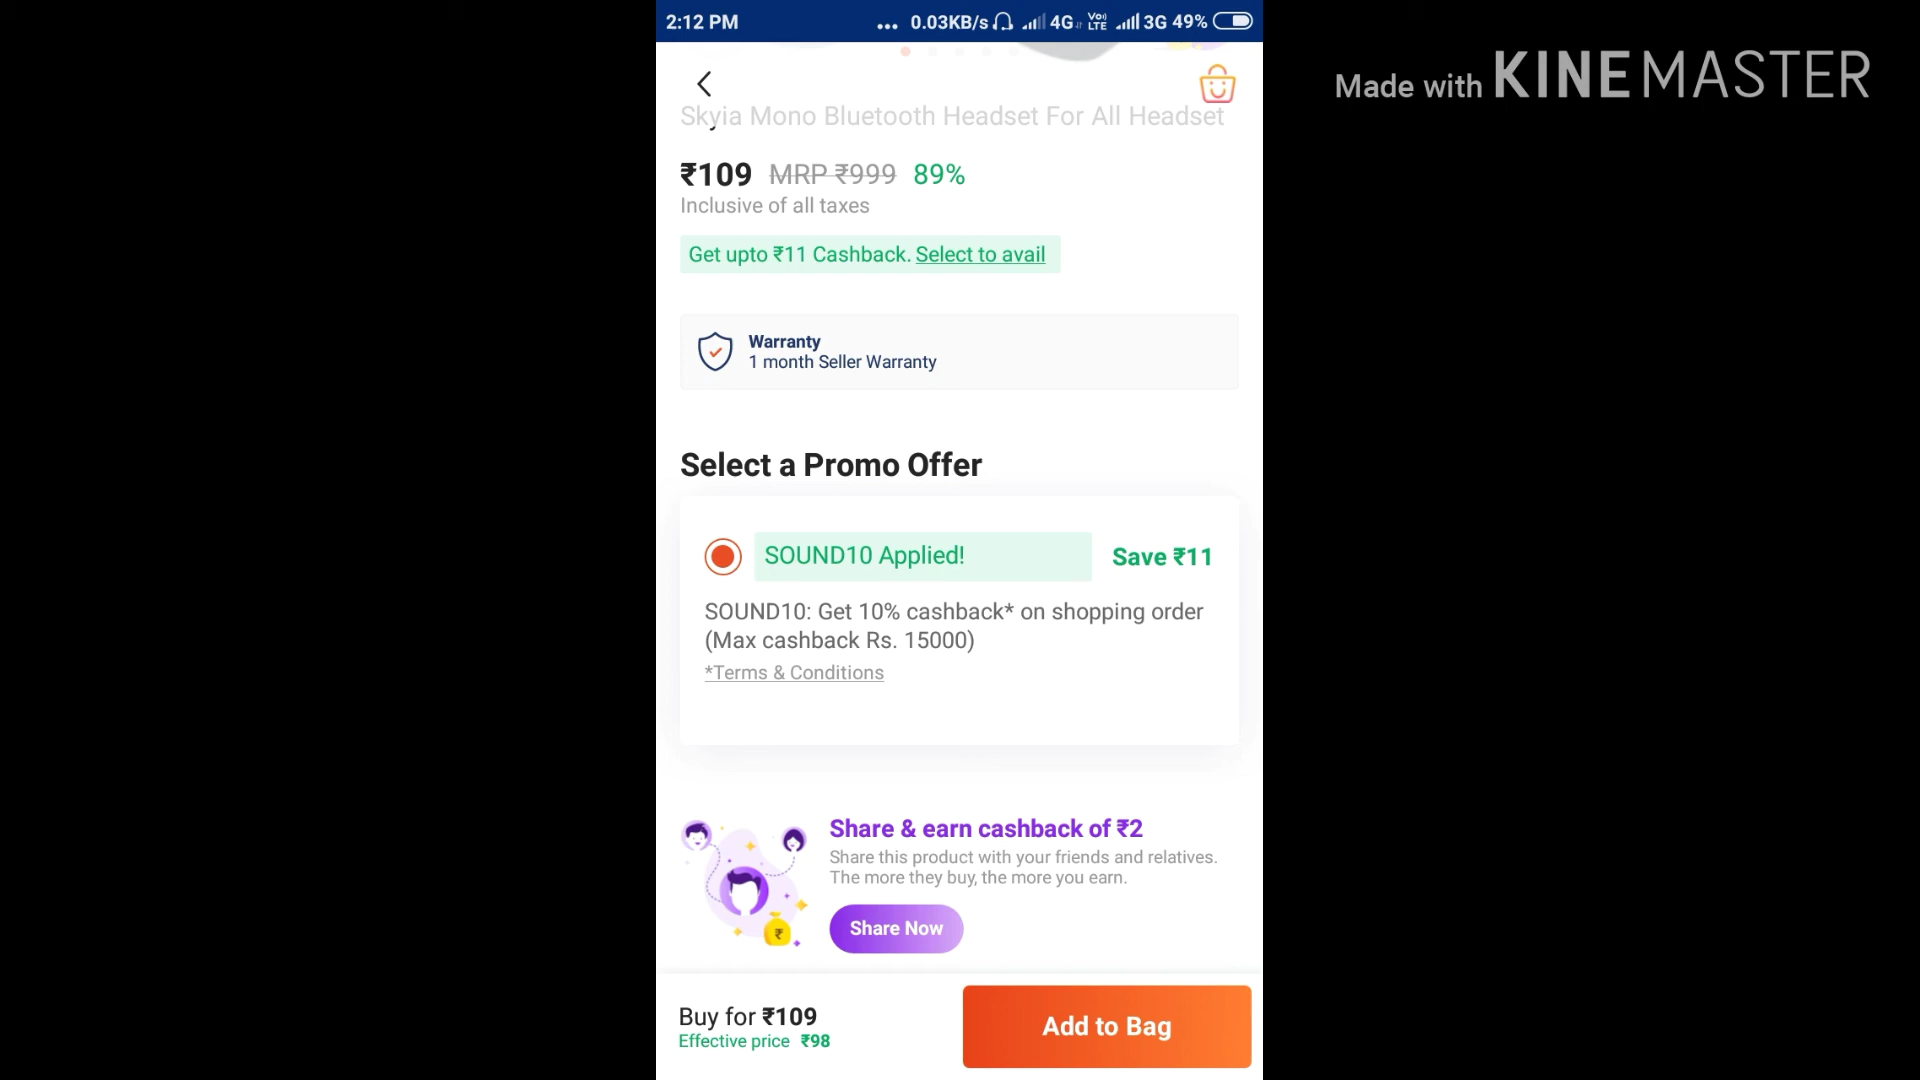 2:12 PM ... 0.03KB/s 4G VoLTE 3G 49%
Made with KINEMASTER
Skyia Mono Bluetooth Headset For All Headset
₹109 MRP ₹999 89%
Inclusive of all taxes
Get upto ₹11 Cashback. Select to avail
Warranty
1 month Seller Warranty
Select a Promo Offer
SOUND10 Applied! Save ₹11
SOUND10: Get 10% cashback* on shopping order
(Max cashback Rs. 15000)
*Terms & Conditions
Share & earn cashback of ₹2
Share this product with your friends and relatives.
The more they buy, the more you earn.
₹
Share Now
Buy for ₹109
Effective price ₹98
Add to Bag